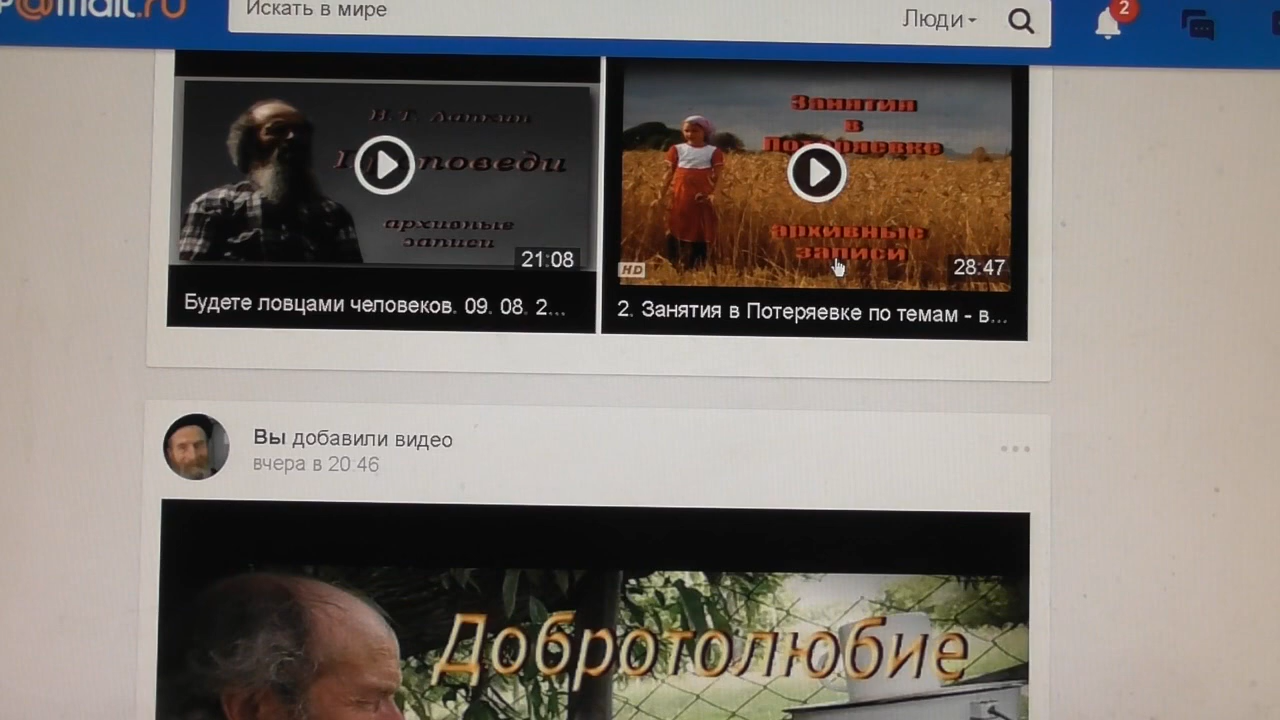 @mail.ru
Искать в мире
Люди
2
И. Т. Лапкин
Проповеди
архивные
записи
21:08
Будете ловцами человеков. 09. 08. 2...
Занятия
в
Потеряевке
архивные
записи
HD
28:47
2. Занятия в Потеряевке по темам - в...
Вы добавили видео
вчера в 20:46
Добротолюбие